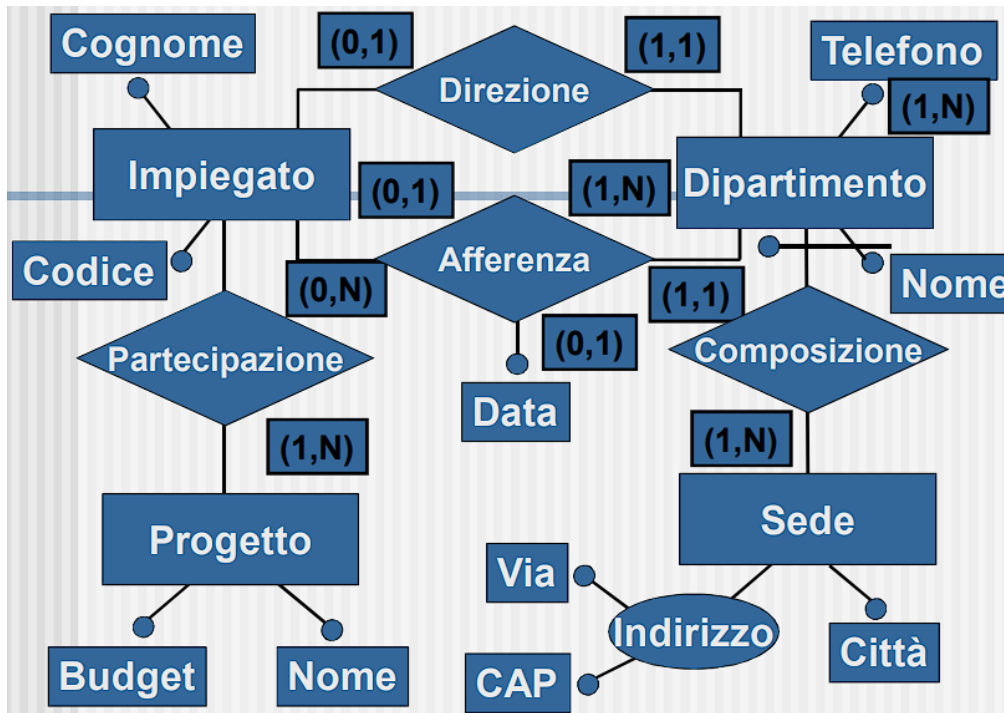 Cognome
(0,1)
(1,1)
Telefono
Direzione
(1,N)
Impiegato
(0,1)
(1,N)
Dipartimento
Codice
(0,N)
Afferenza
(1,1)
Nome
Partecipazione
(0,1)
Composizione
Data
(1,N)
(1,N)
Progetto
Sede
Via
Indirizzo
Città
Budget
Nome
CAP